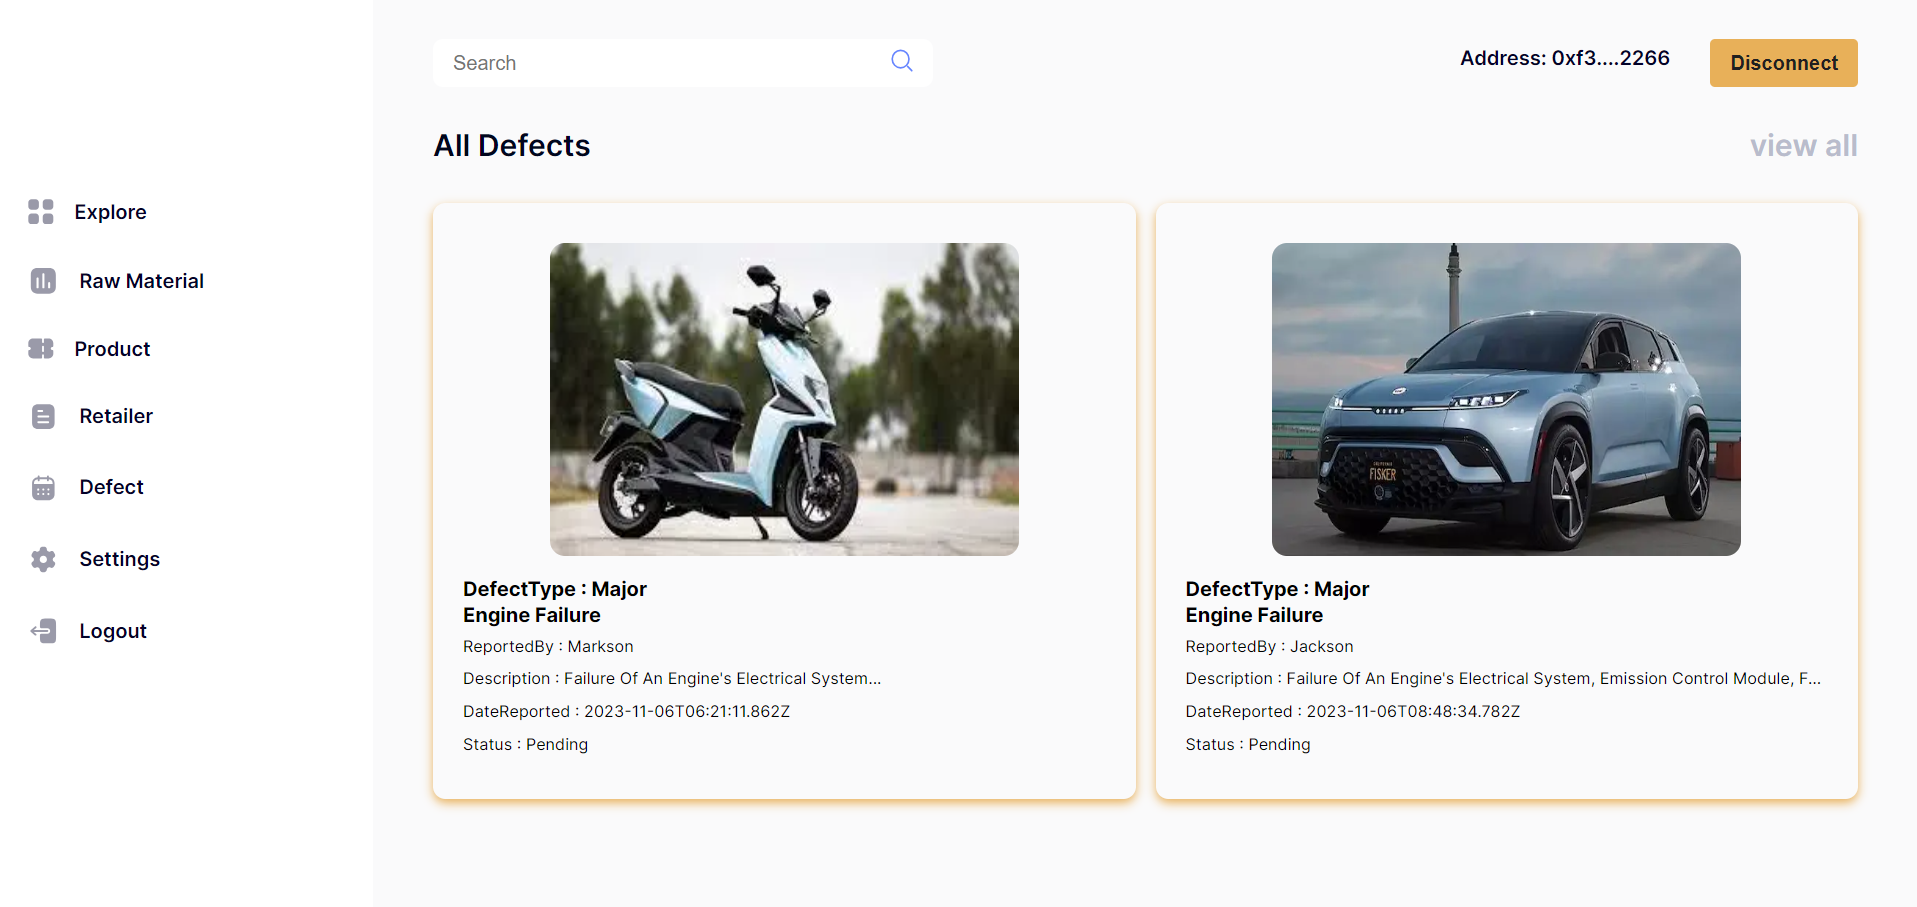 Search
Address: 0xf3....2266
Disconnect
All Defects
view all
Explore
Raw Material
Product
Retailer
Defect
Settings
Logout
FISKER
DefectType : Major
Engine Failure
ReportedBy : Markson
Description : Failure Of An Engine's Electrical System...
DateReported : 2023-11-06T06:21:11.862Z
Status : Pending
DefectType : Major
Engine Failure
ReportedBy : Jackson
Description : Failure Of An Engine's Electrical System, Emission Control Module, F...
DateReported : 2023-11-06T08:48:34.782Z
Status : Pending